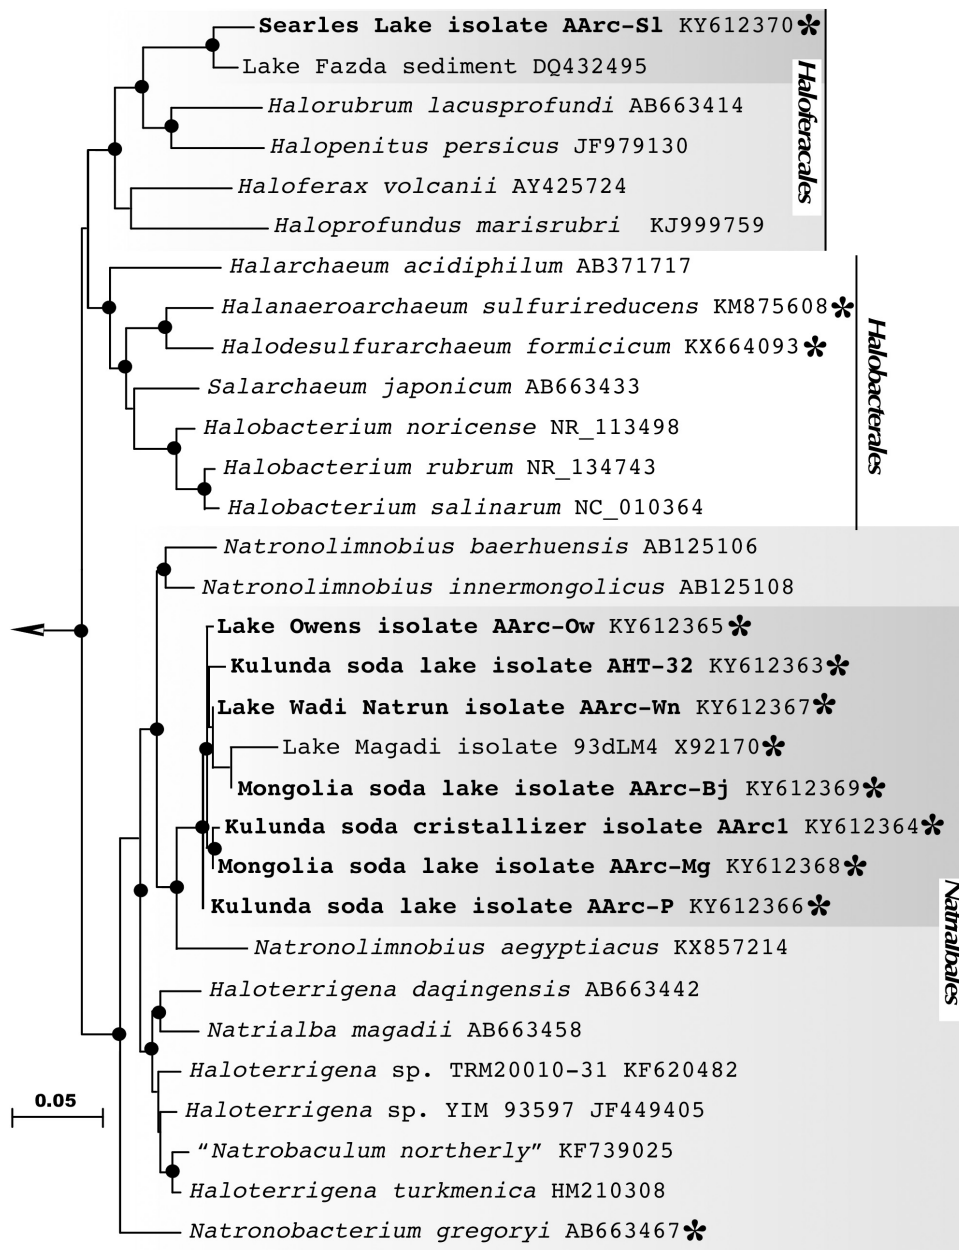 Searles Lake isolate AArc-Sl KY612370*
Lake Fazda sediment DQ432495
Halorubrum lacusprofundi AB663414
Halopenitus persicus JF979130
Haloferax volcanii AY425724
Haloprofundus marisrubri KJ999759
Haloferacales
Halarchaeum acidiphilum AB371717
Halanaeroarchaeum sulfurireducens KM875608*
Halodesulfurarchaeum formicicum KX664093*
Salarchaeum japonicum AB663433
Halobacterium noricense NR_113498
Halobacterium rubrum NR_134743
Halobacterium salinarum NC_010364
Halobacterales
Natronolimnobius baerhuensis AB125106
Natronolimnobius innermongolicus AB125108
Lake Owens isolate AArc-Ow KY612365*
Kulunda soda lake isolate AHT-32 KY612363*
Lake Wadi Natrun isolate AArc-Wn KY612367*
Lake Magadi isolate 93dLM4 X92170*
Mongolia soda lake isolate AArc-Bj KY612369*
Kulunda soda cristallizer isolate AArc1 KY612364*
Mongolia soda lake isolate AArc-Mg KY612368*
Kulunda soda lake isolate AArc-P KY612366*
Natronolimnobius aegyptiacus KX857214
Haloterrigena daqingensis AB663442
Natrialba magadii AB663458
Haloterrigena sp. TRM20010-31 KF620482
Haloterrigena sp. YIM 93597 JF449405
“Natrobaculum northerly” KF739025
Haloterrigena turkmenica HM210308
Natronobacterium gregoryi AB663467*
Natrialbales
0.05